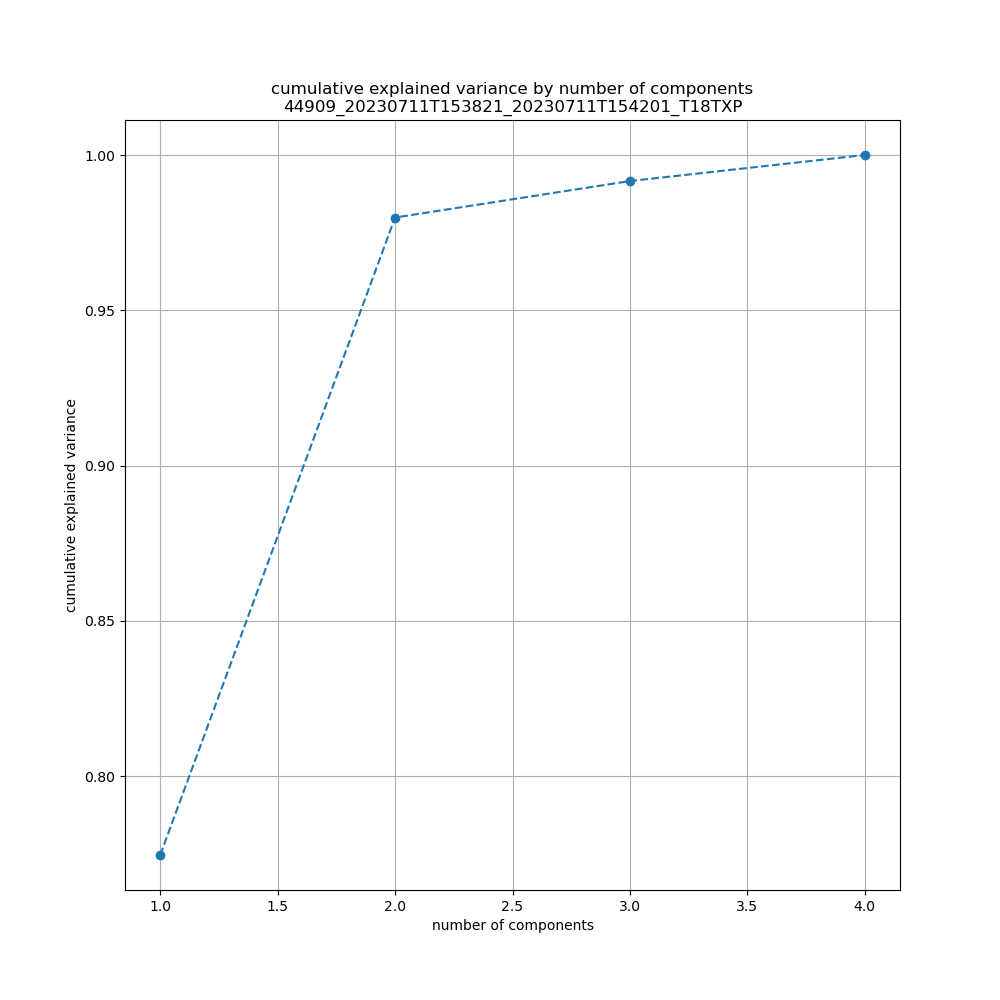 cumulative explained variance by number of components
44909_20230711T153821_20230711T154201_T18TXP
1.00
0.95
0.90
0.85
0.80
cumulative explained variance
1.0 1.5 2.0 2.5 3.0 3.5 4.0
number of components